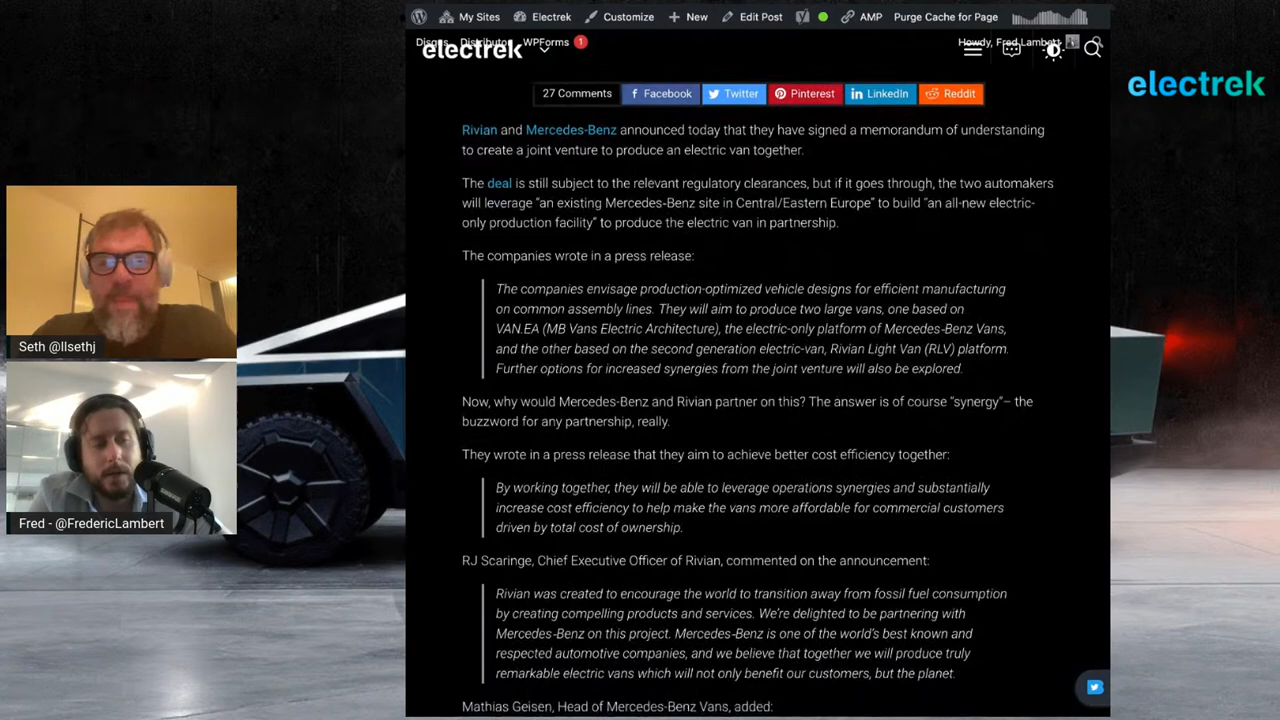 My Sites Electrek Customize New Edit Post AMP Purge Cache for Page
Disqus Distributor WPForms 1 Howdy, Fred Lambert
electrek
electrek
27 Comments Facebook Twitter Pinterest LinkedIn Reddit
Rivian and Mercedes-Benz announced today that they have signed a memorandum of understanding
to create a joint venture to produce an electric van together.
The deal is still subject to the relevant regulatory clearances, but if it goes through, the two automakers
will leverage “an existing Mercedes-Benz site in Central/Eastern Europe” to build “an all-new electric-
only production facility” to produce the electric van in partnership.
The companies wrote in a press release:
The companies envisage production-optimized vehicle designs for efficient manufacturing
on common assembly lines. They will aim to produce two large vans, one based on
VAN.EA (MB Vans Electric Architecture), the electric-only platform of Mercedes-Benz Vans,
and the other based on the second generation electric-van, Rivian Light Van (RLV) platform.
Further options for increased synergies from the joint venture will also be explored.
Now, why would Mercedes-Benz and Rivian partner on this? The answer is of course “synergy”– the
buzzword for any partnership, really.
They wrote in a press release that they aim to achieve better cost efficiency together:
By working together, they will be able to leverage operations synergies and substantially
increase cost efficiency to help make the vans more affordable for commercial customers
driven by total cost of ownership.
RJ Scaringe, Chief Executive Officer of Rivian, commented on the announcement:
Rivian was created to encourage the world to transition away from fossil fuel consumption
by creating compelling products and services. We’re delighted to be partnering with
Mercedes-Benz on this project. Mercedes-Benz is one of the world’s best known and
respected automotive companies, and we believe that together we will produce truly
remarkable electric vans which will not only benefit our customers, but the planet.
Mathias Geisen, Head of Mercedes-Benz Vans, added:
Seth @llsethj
Fred - @FredericLambert